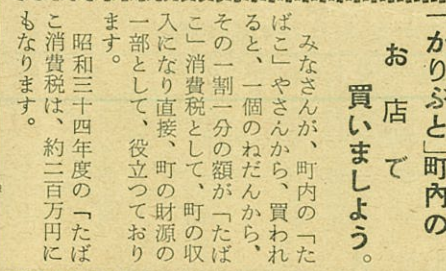 かりぶと」町内の
お店で
買いましよう。
みなさんが、町内の「た
ばこ」やさんから、買われ
ると、一個のねだんから、
その一割一分の額が「たば
こ」消費税として、町の収
入になり直接、町の財源の
一部として、役立つており
ます。
昭和三十四年度の「たば
こ消費税は、約二百万円に
もなります。